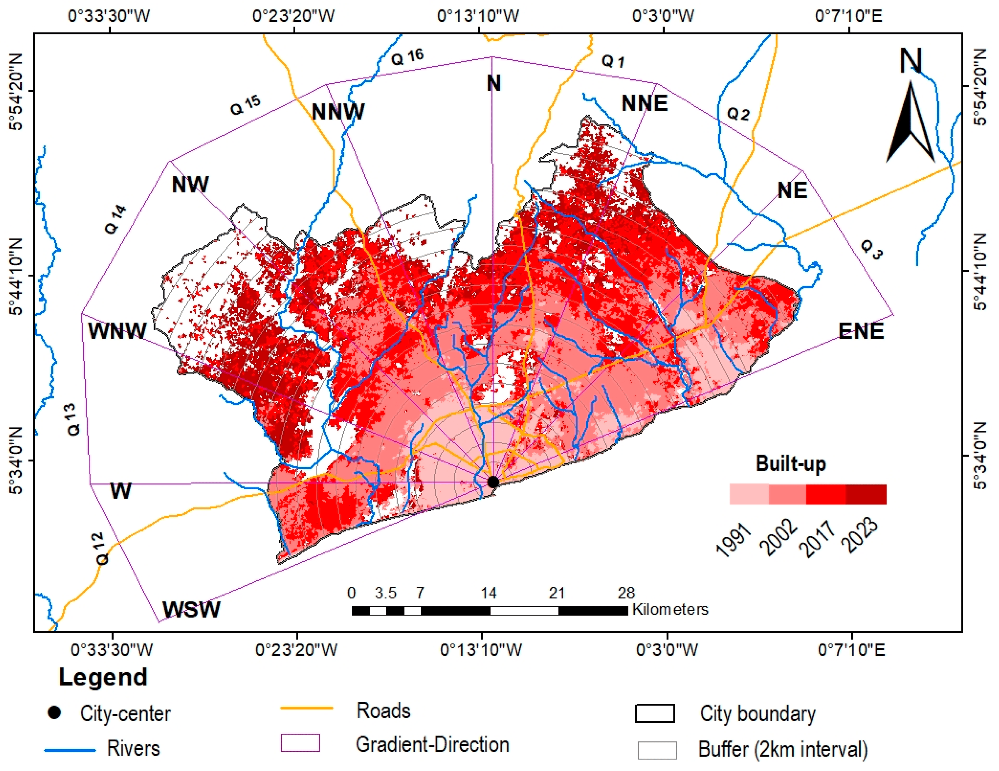 0°33'30"W 0°23'20"W 0°13'10"W 0°3'0"W 0°7'10"E
Q 16
Q 1
N
5°54'20"N
5°54'20"N
N
Q 15
NNW
NNE
Q 2
NW
NE
Q 14
Q 3
5°44'10"N
5°44'10"N
WNW
ENE
Q 13
5°34'0"N
5°34'0"N
Built-up
W
1991 2002 2017 2023
Q 12
WSW
0 3.5 7 14 21 28
Kilometers
0°33'30"W 0°23'20"W 0°13'10"W 0°3'0"W 0°7'10"E
Legend
City-center
Roads
City boundary
Rivers
Gradient-Direction
Buffer (2km interval)